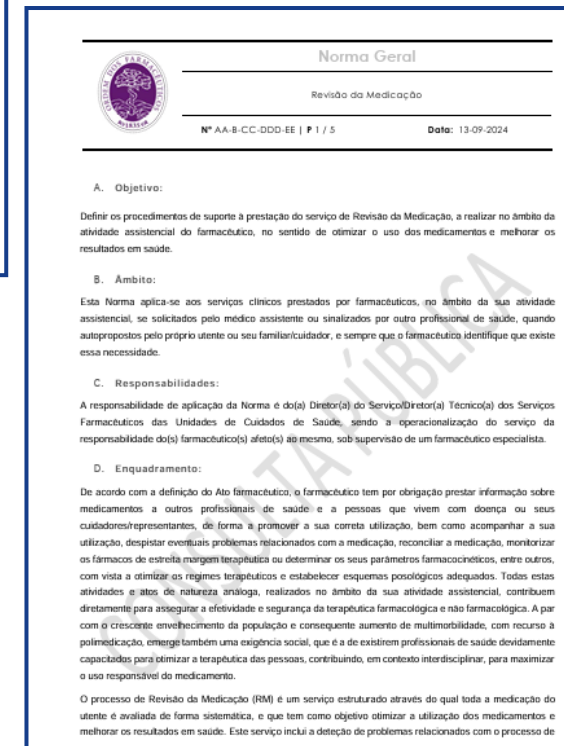 ORDEM DOS FARMACÊUTICOS
Norma Geral
Revisão da Medicação
Nº AA-B-CC-DDD-EE | P 1 / 5 Data: 13-09-2024
A. Objetivo:
Definir os procedimentos de suporte à prestação do serviço de Revisão da Medicação, a realizar no âmbito da
atividade assistencial do farmacêutico, no sentido de otimizar o uso dos medicamentos e melhorar os
resultados em saúde.
B. Âmbito:
Esta Norma aplica-se aos serviços clínicos prestados por farmacêuticos, no âmbito da sua atividade
assistencial, se solicitados pelo médico assistente ou sinalizados por outro profissional de saúde, quando
autopropostos pelo próprio utente ou seu familiar/cuidador, e sempre que o farmacêutico identifique que existe
essa necessidade.
C. Responsabilidades:
A responsabilidade de aplicação da Norma é do(a) Diretor(a) do Serviço/Diretor(a) Técnico(a) dos Serviços
Farmacêuticos das Unidades de Cuidados de Saúde, sendo a operacionalização do serviço da
responsabilidade do(s) farmacêutico(s) afeto(s) ao mesmo, sob supervisão de um farmacêutico especialista.
D. Enquadramento:
De acordo com a definição do Ato farmacêutico, o farmacêutico tem por obrigação prestar informação sobre
medicamentos a outros profissionais de saúde e a pessoas que vivem com doença ou seus
cuidadores/representantes, de forma a promover a sua correta utilização, bem como acompanhar a sua
utilização, despistar eventuais problemas relacionados com a medicação, reconciliar a medicação, monitorizar
os fármacos de estreita margem terapêutica ou determinar os seus parâmetros farmacocinéticos, entre outros,
com vista a otimizar os regimes terapêuticos e estabelecer esquemas posológicos adequados. Todas estas
atividades e atos de natureza análoga, realizados no âmbito da sua atividade assistencial, contribuem
diretamente para assegurar a efetividade e segurança da terapêutica farmacológica e não farmacológica. A par
com o crescente envelhecimento da população e consequente aumento de multimorbilidade, com recurso à
polimedicação, emerge também uma exigência social, que é a de existirem profissionais de saúde devidamente
capacitados para otimizar a terapêutica das pessoas, contribuindo, em contexto interdisciplinar, para maximizar
o uso responsável do medicamento.
O processo de Revisão da Medicação (RM) é um serviço estruturado através do qual toda a medicação do
utente é avaliada de forma sistemática, e que tem como objetivo otimizar a utilização dos medicamentos e
melhorar os resultados em saúde. Este serviço inclui a deteção de problemas relacionados com o processo de
CONSULTA PÚBLICA